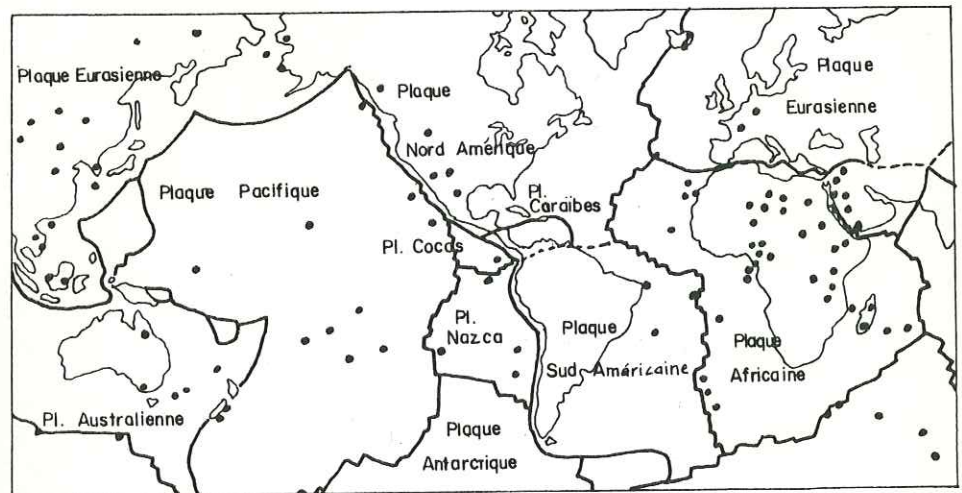 Plaque Eurasienne
Plaque
Nord Amérique
Plaque
Eurasienne
Plaque Pacifique
Pl.
Caraïbes
Pl. Cocos
Pl.
Nazca
Plaque
Sud Américaine
Plaque
Africaine
Pl. Australienne
Plaque
Antarctique